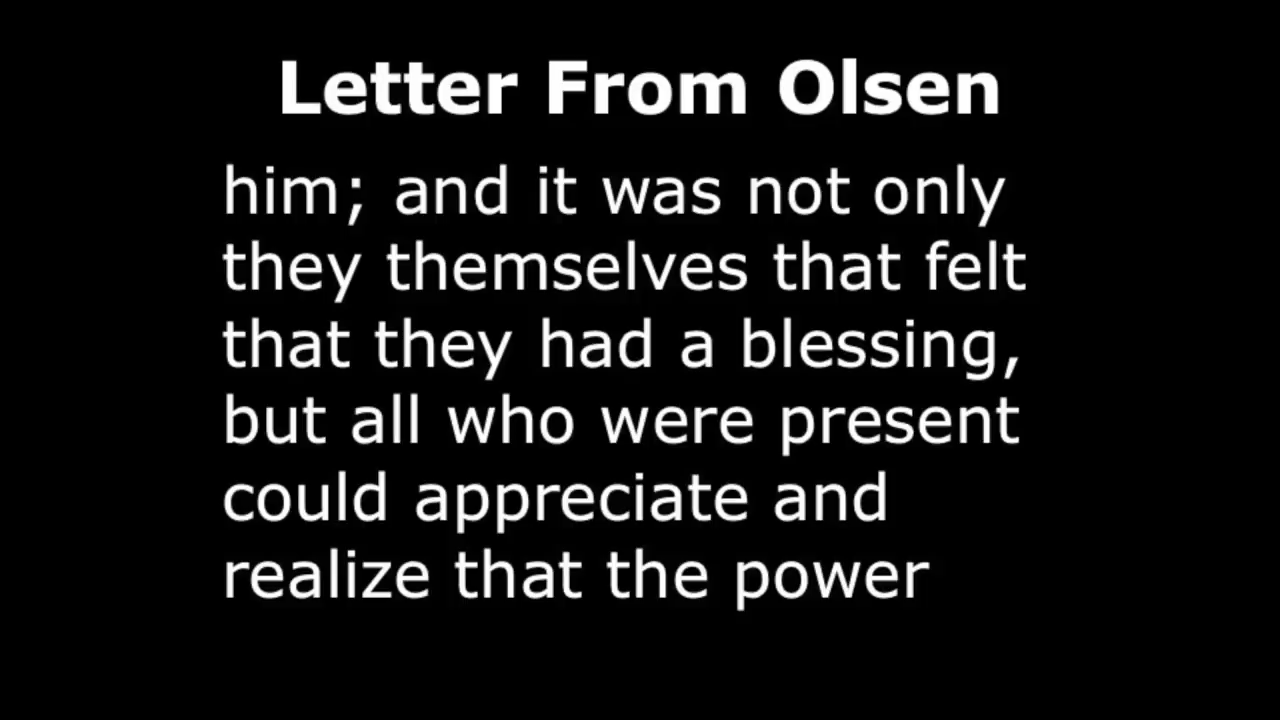 Letter From Olsen
him; and it was not only
they themselves that felt
that they had a blessing,
but all who were present
could appreciate and
realize that the power